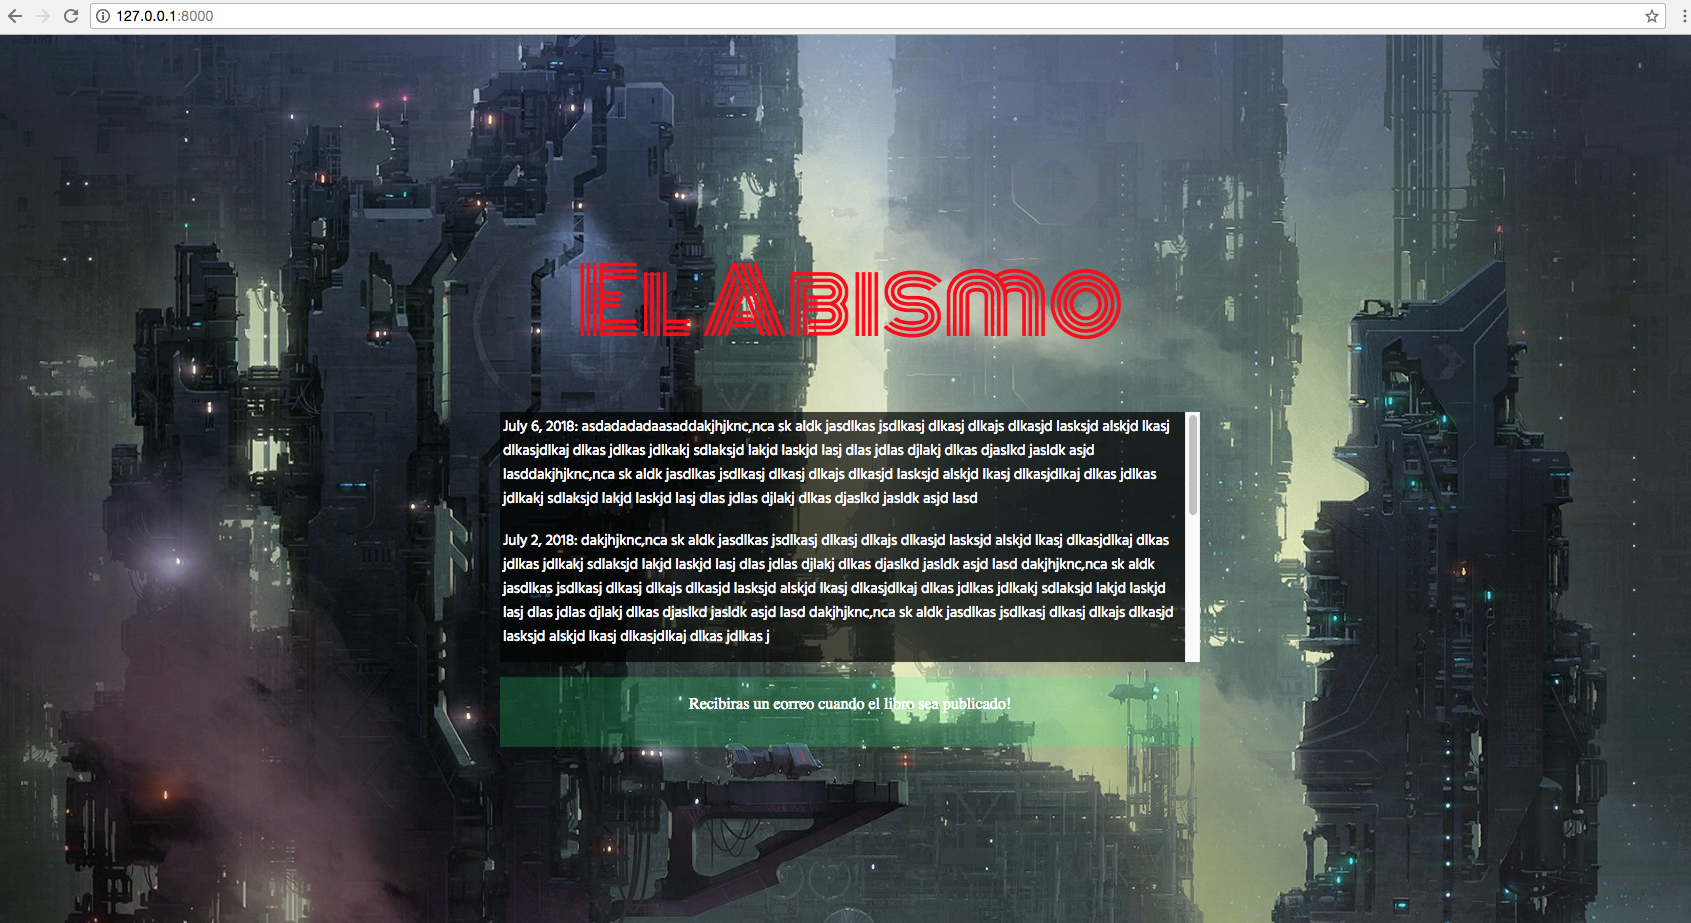 127.0.0.1:8000
El Abismo
July 6, 2018: asdadadadaasaddakjhjknc,nca sk aldk jasdlkas jsdlkasj dlkasj dlkajs dlkasjd lasksjd alskjd lkasj
dlkasjdlkaj dlkas jdlkas jdlkakj sdlaksjd lakjd laskjd lasj dlas jdlas djlakj dlkas djaslkd jasldk asjd
lasddakjhjknc,nca sk aldk jasdlkas jsdlkasj dlkasj dlkajs dlkasjd lasksjd alskjd lkasj dlkasjdlkaj dlkas jdlkas
jdlkakj sdlaksjd lakjd laskjd lasj dlas jdlas djlakj dlkas djaslkd jasldk asjd lasd
July 2, 2018: dakjhjknc,nca sk aldk jasdlkas jsdlkasj dlkasj dlkajs dlkasjd lasksjd alskjd lkasj dlkasjdlkaj dlkas
jdlkas jdlkakj sdlaksjd lakjd laskjd lasj dlas jdlas djlakj dlkas djaslkd jasldk asjd lasd dakjhjknc,nca sk aldk
jasdlkas jsdlkasj dlkasj dlkajs dlkasjd lasksjd alskjd lkasj dlkasjdlkaj dlkas jdlkas jdlkakj sdlaksjd lakjd laskjd
lasj dlas jdlas djlakj dlkas djaslkd jasldk asjd lasd dakjhjknc,nca sk aldk jasdlkas jsdlkasj dlkasj dlkajs dlkasjd
lasksjd alskjd lkasj dlkasjdlkaj dlkas jdlkas j
Recibiras un correo cuando el libro sea publicado!